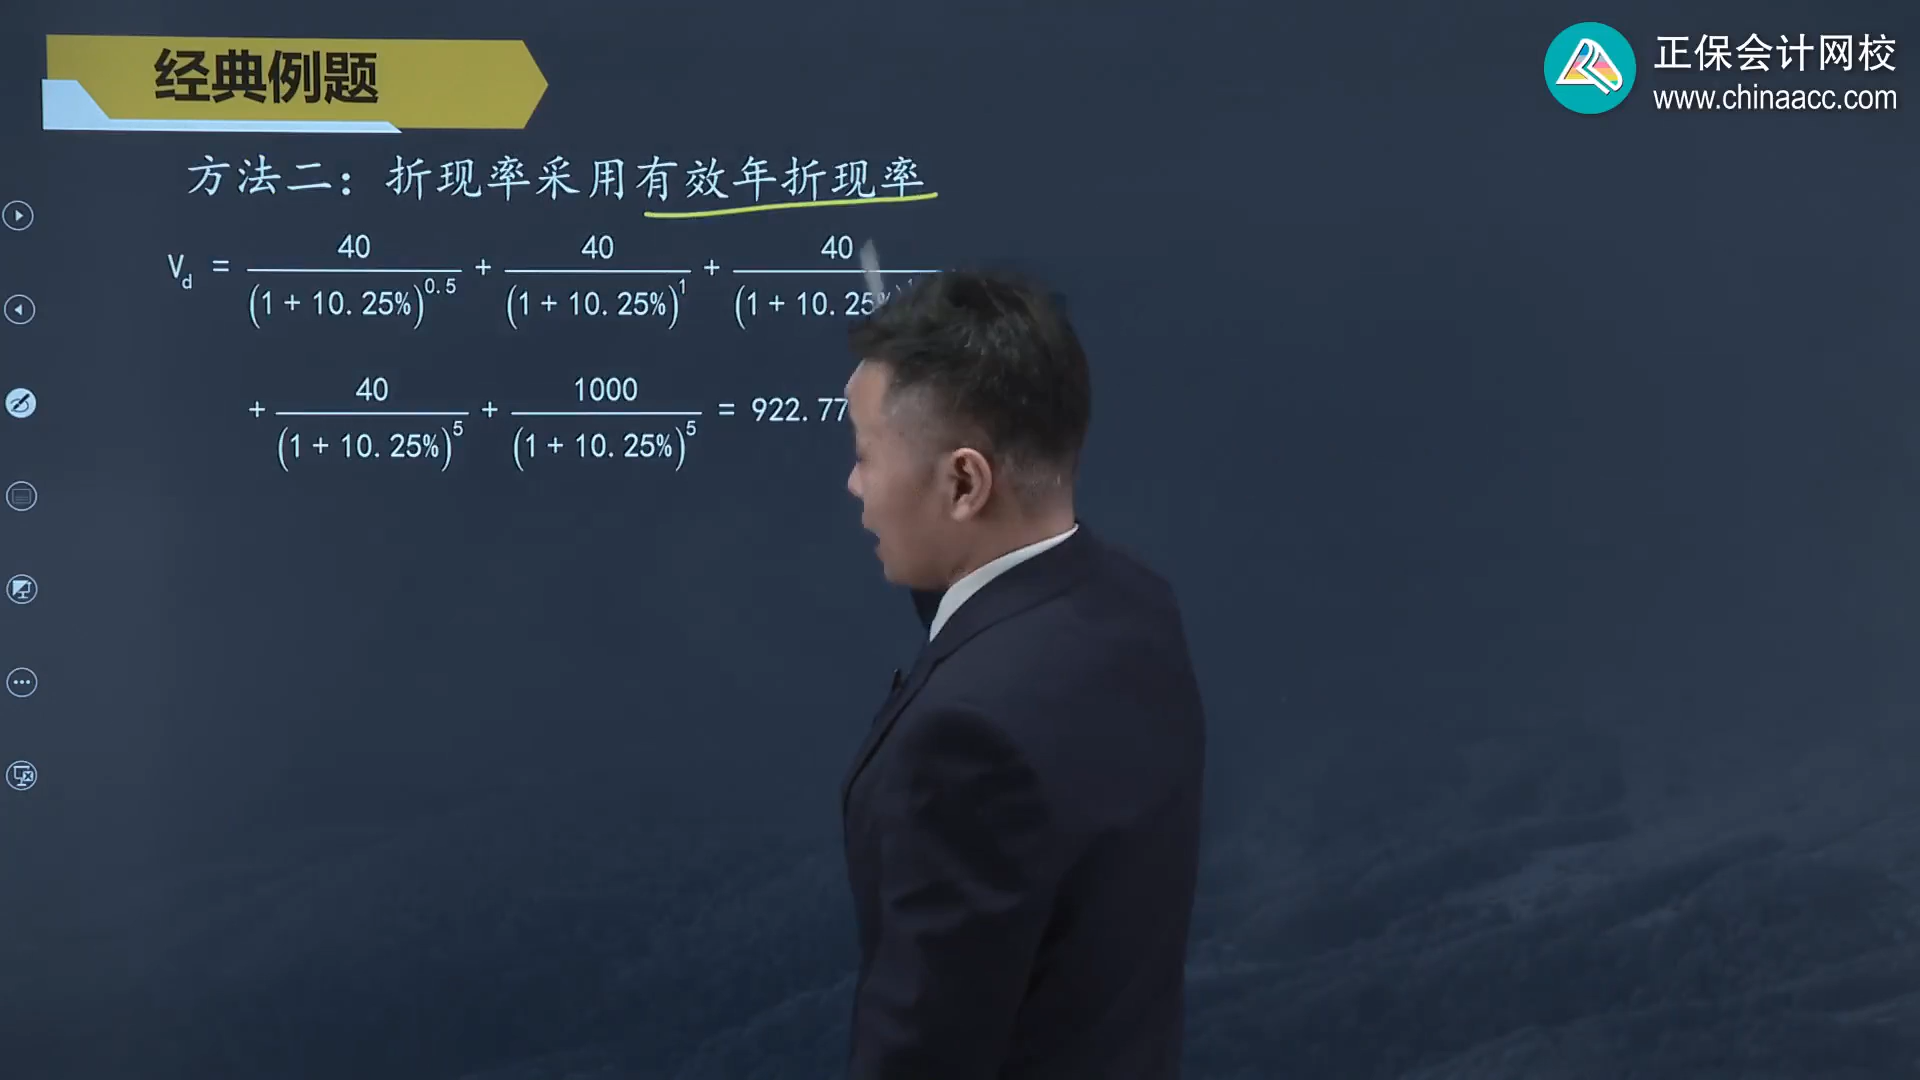 经典例题
正保会计网校
www.chinaacc.com
方法二：折现率采用有效年折现率
V_d = 40/(1+10.25%)^0.5 + 40/(1+10.25%)^1 + 40/(1+10.25%)
+ 40/(1+10.25%)^5 + 1000/(1+10.25%)^5 = 922.77